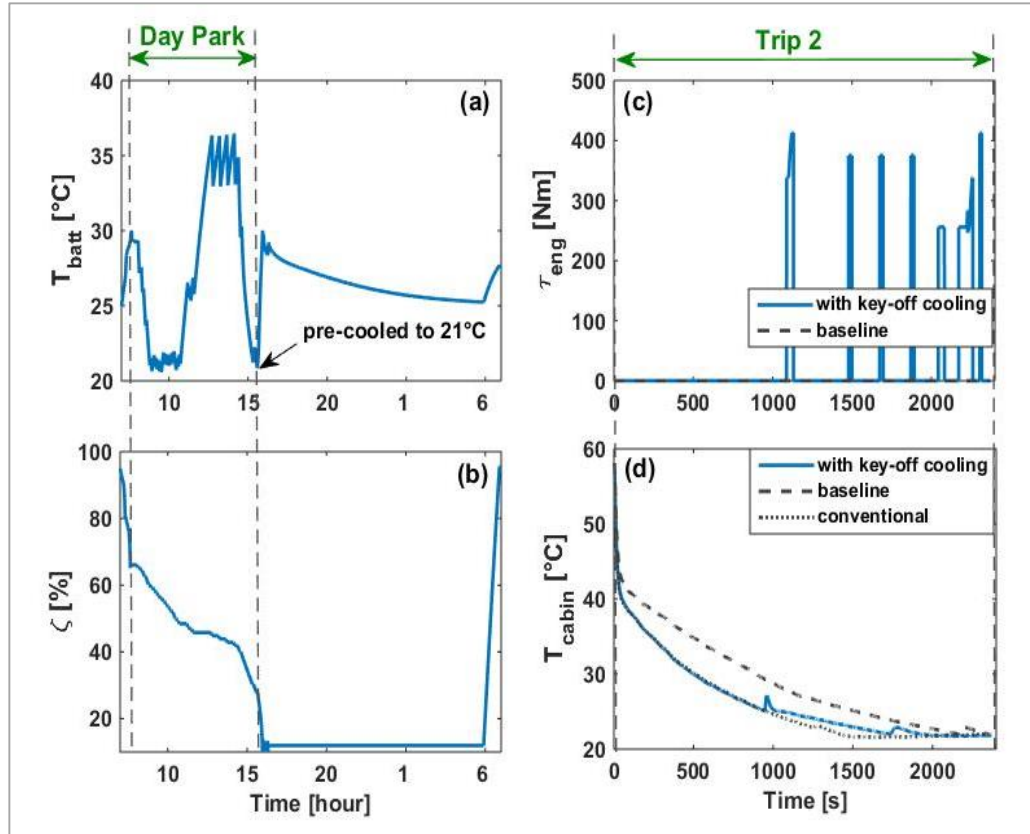 Day Park
Trip 2
(a)
T_batt [°C]
40
35
30
25
20
10
15
20
1
6
pre-cooled to 21°C
(b)
ζ [%]
100
80
60
40
20
10
15
20
1
6
Time [hour]
(c)
τ_eng [Nm]
500
400
300
200
100
0
0
500
1000
1500
2000
with key-off cooling
baseline
(d)
T_cabin [°C]
60
50
40
30
20
0
500
1000
1500
2000
with key-off cooling
baseline
conventional
Time [s]